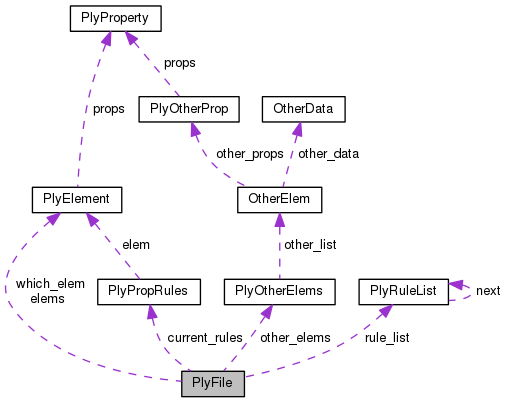 PlyProperty
props
props
PlyOtherProp
OtherData
other_props
other_data
PlyElement
OtherElem
elem
other_list
which_elem
elems
PlyPropRules
PlyOtherElems
PlyRuleList
next
current_rules
other_elems
rule_list
PlyFile